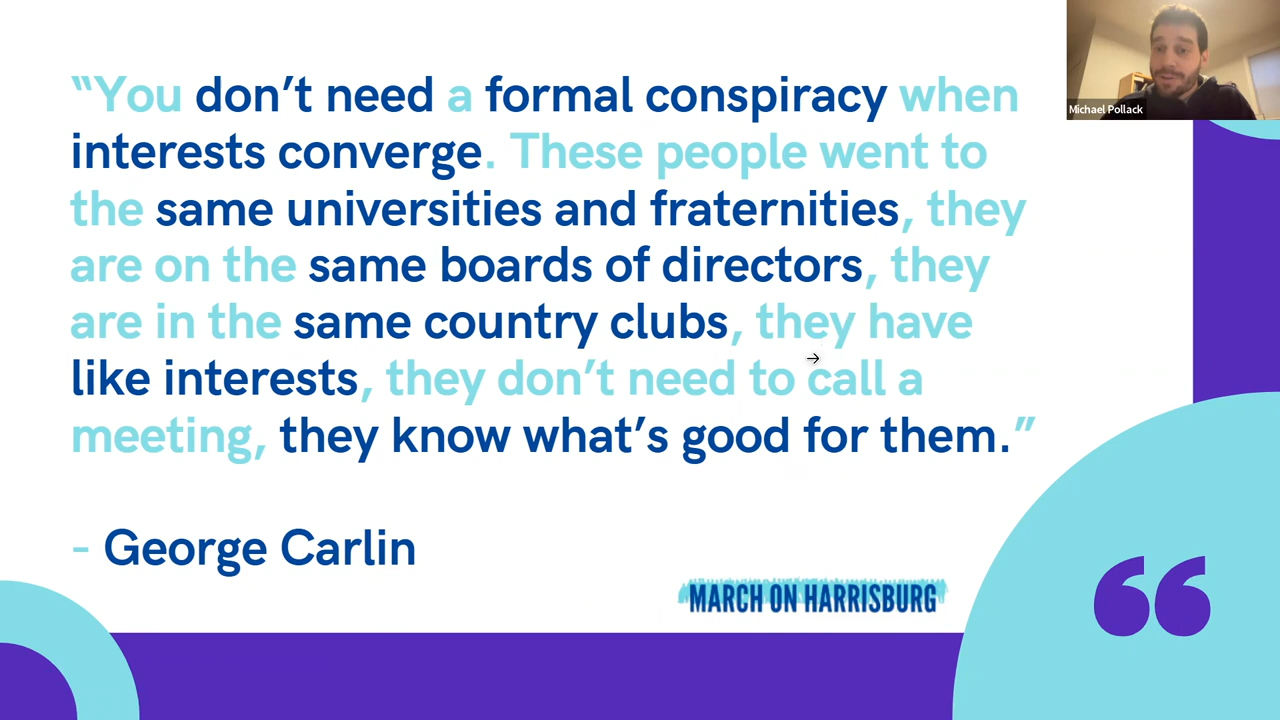 “You don’t need a formal conspiracy when
interests converge. These people went to
the same universities and fraternities, they
are on the same boards of directors, they
are in the same country clubs, they have
like interests, they don’t need to call a
meeting, they know what’s good for them.”
- George Carlin
MARCH ON HARRISBURG
Michael Pollack